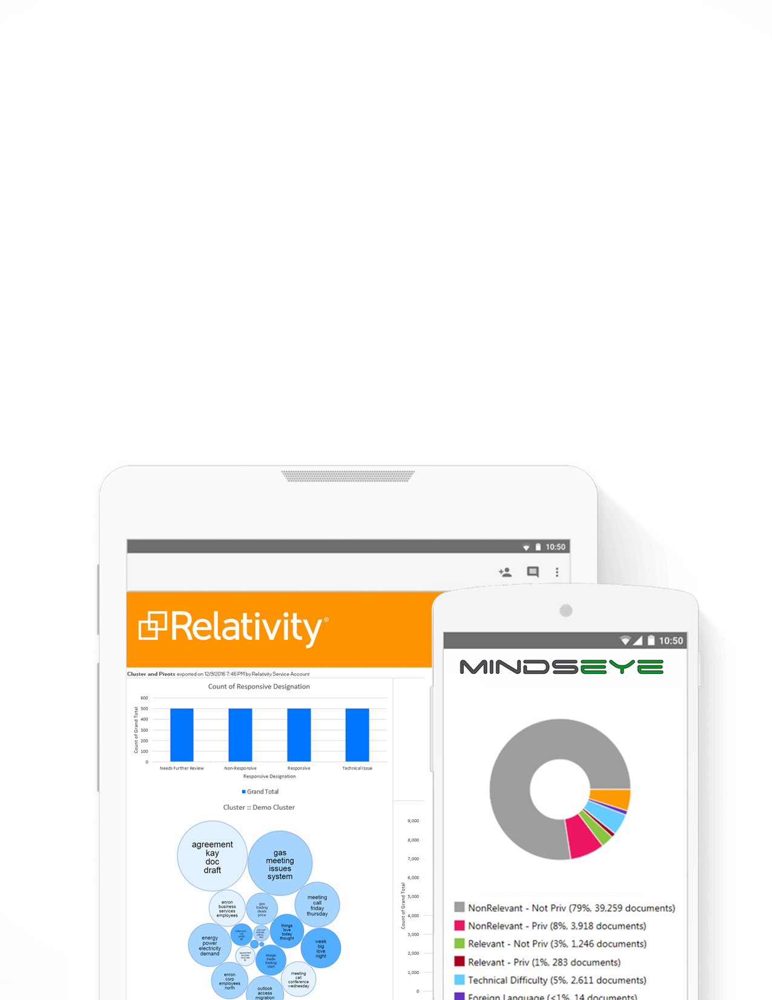 10:50
Relativity®
Cluster and Pivots exported on 12/9/2016 7:46 PM by Relativity Service Account
Count of Responsive Designation
Count of Grand Total
600
500
400
300
200
100
0
Needs Further Review
Non-Responsive
Responsive
Technical Issue
Responsive Designation
Grand Total
Cluster :: Demo Cluster
agreement
kay
doc
draft
gas
meeting
issues
system
meeting
call
friday
thursday
enron
business
services
employees
gas
trading
deals
price
things
love
today
thought
energy
power
electricity
demand
week
big
love
night
image
trade
trading
start
enron
corp
employees
north
meeting
call
conference
wednesday
outlook
access
migration
Count of Grand Total
9,000
8,000
7,000
6,000
5,000
4,000
3,000
2,000
1,000
0
10:50
MINDSEYE
NonRelevant - Not Priv (79%, 39,259 documents)
NonRelevant - Priv (8%, 3,918 documents)
Relevant - Not Priv (3%, 1,246 documents)
Relevant - Priv (1%, 283 documents)
Technical Difficulty (5%, 2,611 documents)
Foreign Language (<1%, 14 documents)